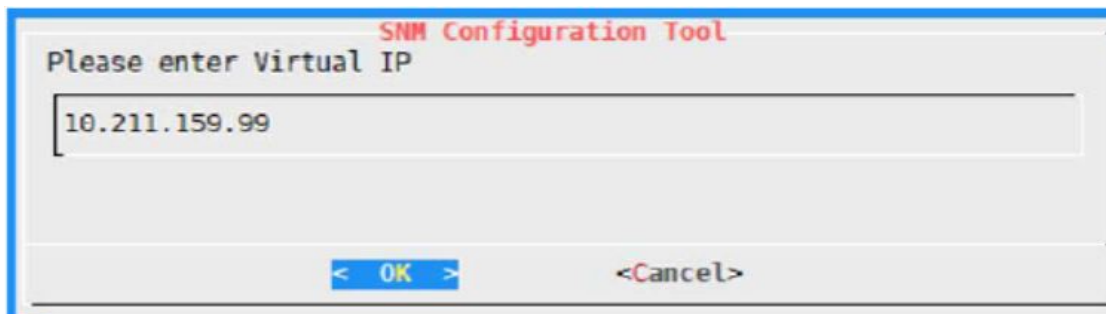 SNM Configuration Tool
Please enter Virtual IP
10.211.159.99
< OK > <Cancel>